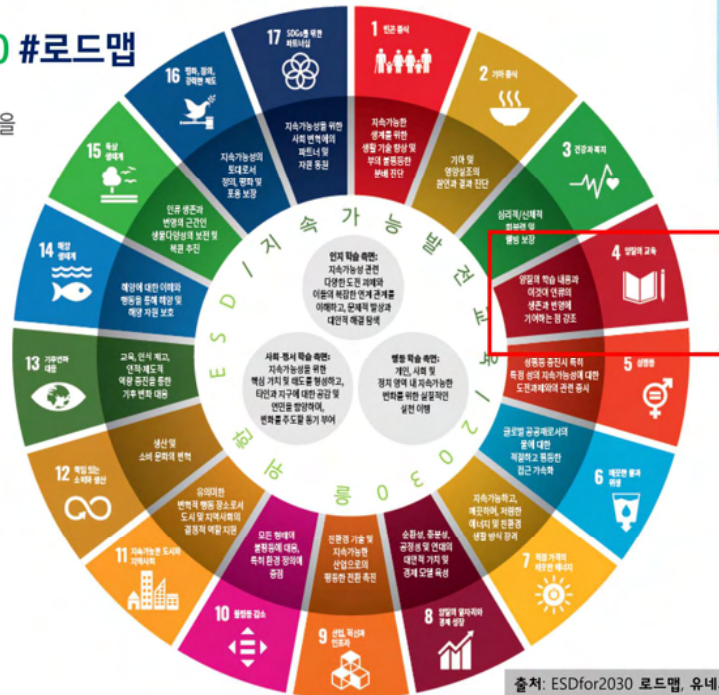 0 #로드맵
을
1 빈곤 종식
지속가능한
생계를 위한
생활 기술 향상 및
부의 불평등한
분배 진단
2 기아 종식
기아 및
영양실조의
원인과 결과 진단
3 건강과 복지
심리적/신체적
회복력 및
웰빙 보장
4 양질의 교육
양질의 학습 내용과
이것이 인류의
생존과 번영에
기여하는 점 강조
5 성평등
성평등 증진시 특히
특정 성의 지속가능성에 대한
도전과제와의 관련 중시
6 깨끗한 물과
위생
글로벌 공공재로서의
물에 대한
적절하고 평등한
접근 가속화
7 적정 가격의
깨끗한 에너지
지속가능하고,
깨끗하며, 저렴한
에너지 및 친환경
생활 방식 장려
8 양질의 일자리와
경제 성장
순환성, 충분성,
공정성 및 연대의
대안적 가치 및
경제 모델 육성
9 산업, 혁신과
인프라
친환경 기술 및
지속가능한
산업으로의
평등한 전환 촉진
10 불평등 감소
모든 형태의
불평등에 대응,
특히 환경 정의에
중점
11 지속가능한 도시와
지역사회
유의미한
변혁적 행동 장소로서
도시 및 지역사회의
결정적 역할 지원
12 책임 있는
소비와 생산
생산 및
소비 문화의 변혁
13 기후변화
대응
교육, 인식 제고,
인적·제도적
역량 증진을 통한
기후 변화 대응
14 해양
생태계
해양에 대한 이해와
행동을 통해 해양 및
해양 자원 보호
15 육상
생태계
인류 생존과
번영의 근간인
생물다양성의 보전 및
복원 추진
16 평화, 정의,
강력한 제도
지속가능성의
토대로서
정의, 평화 및
포용 보장
17 SDGs를 위한
파트너십
지속가능성을 위한
사회 변혁에의
파트너 및
자원 동원
ESD / 지속가능발전교육 / 2030를 위한
인지 학습 측면:
지속가능성 관련
다양한 도전 과제와
이들의 복잡한 연계 관계를
이해하고, 문제적 발상과
대안적 해결 탐색
사회·정서 학습 측면:
지속가능성을 위한
핵심 가치 및 태도를 형성하고,
타인과 지구에 대한 공감 및
연민을 함양하며,
변화를 주도할 동기 부여
행동 학습 측면:
개인, 사회 및
정치 영역 내 지속가능한
변화를 위한 실질적인
실천 이행
출처: ESDfor2030 로드맵, 유네